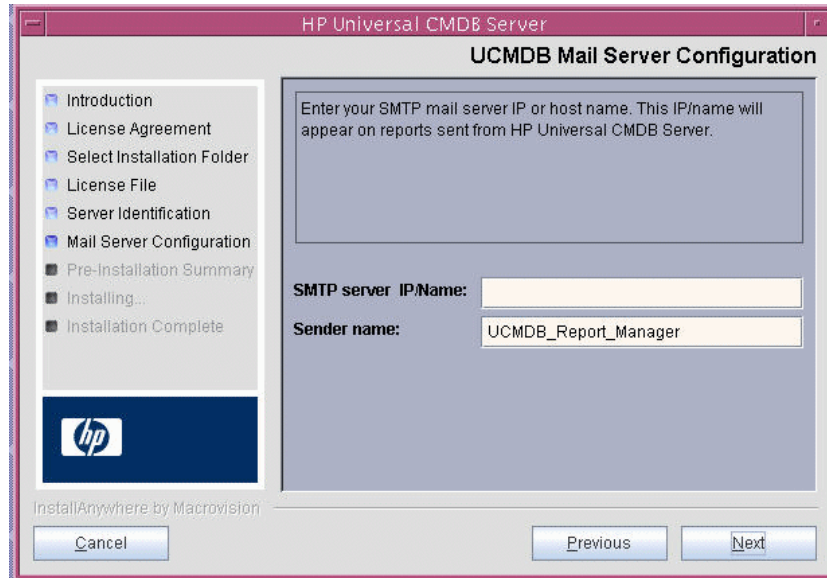 HP Universal CMDB Server
UCMDB Mail Server Configuration
Introduction
License Agreement
Select Installation Folder
License File
Server Identification
Mail Server Configuration
Pre-Installation Summary
Installing...
Installation Complete
hp
Enter your SMTP mail server IP or host name. This IP/name will
appear on reports sent from HP Universal CMDB Server.
SMTP server IP/Name:
Sender name:
UCMDB_Report_Manager
InstallAnywhere by Macrovision
Cancel
Previous
Next